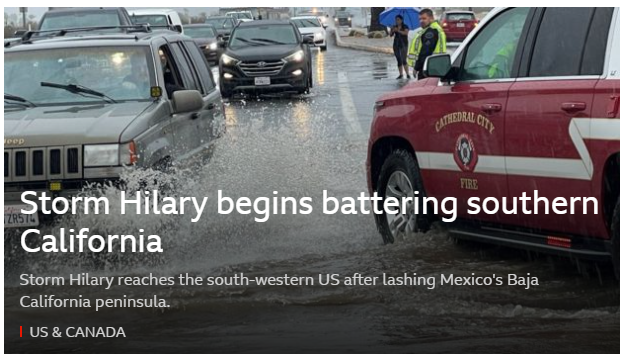 Jeep
CATHEDRAL CITY
FIRE
Storm Hilary begins battering southern
California
Storm Hilary reaches the south-western US after lashing Mexico's Baja
California peninsula.
US & CANADA